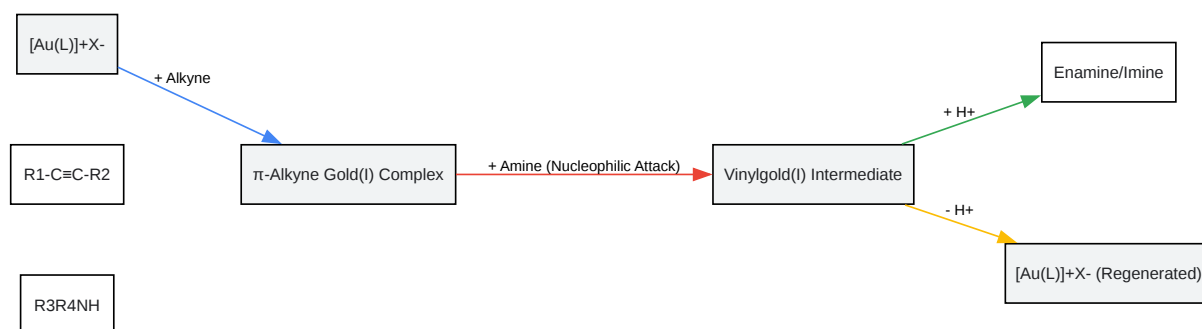 [Au(L)]+X-
+ Alkyne
R1-C≡C-R2
π-Alkyne Gold(I) Complex
+ Amine (Nucleophilic Attack)
Vinylgold(I) Intermediate
+ H+
Enamine/Imine
- H+
[Au(L)]+X- (Regenerated)
R3R4NH